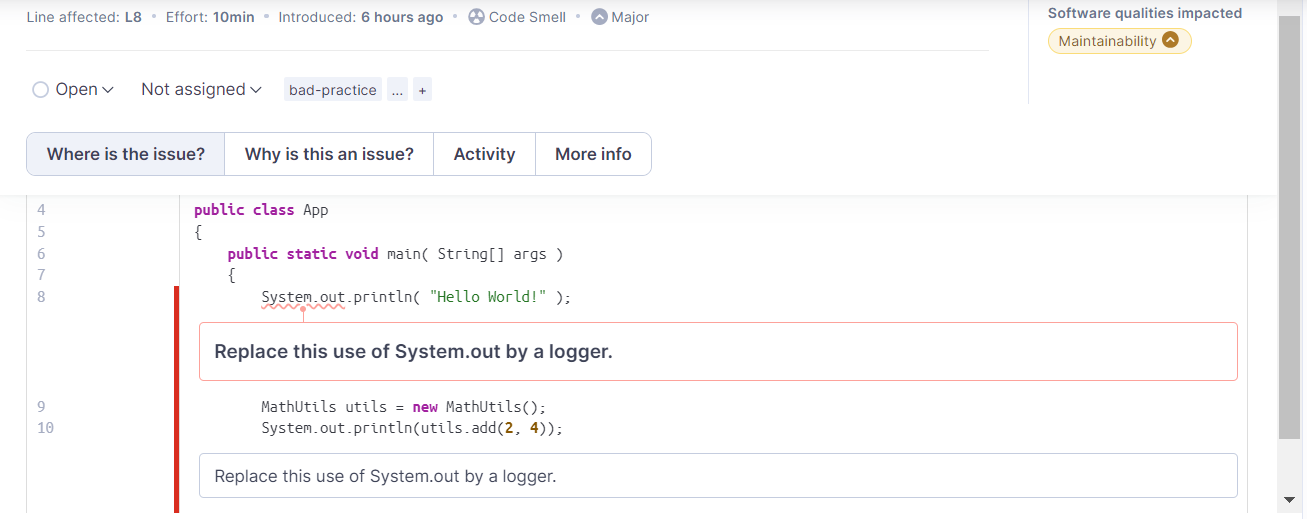 Line affected: L8 • Effort: 10min • Introduced: 6 hours ago • Code Smell • Major
Software qualities impacted
Maintainability
Open Not assigned bad-practice ... +
Where is the issue? Why is this an issue? Activity More info
4 public class App
5 {
6 public static void main( String[] args )
7 {
8 System.out.println( "Hello World!" );
Replace this use of System.out by a logger.
9 MathUtils utils = new MathUtils();
10 System.out.println(utils.add(2, 4));
Replace this use of System.out by a logger.